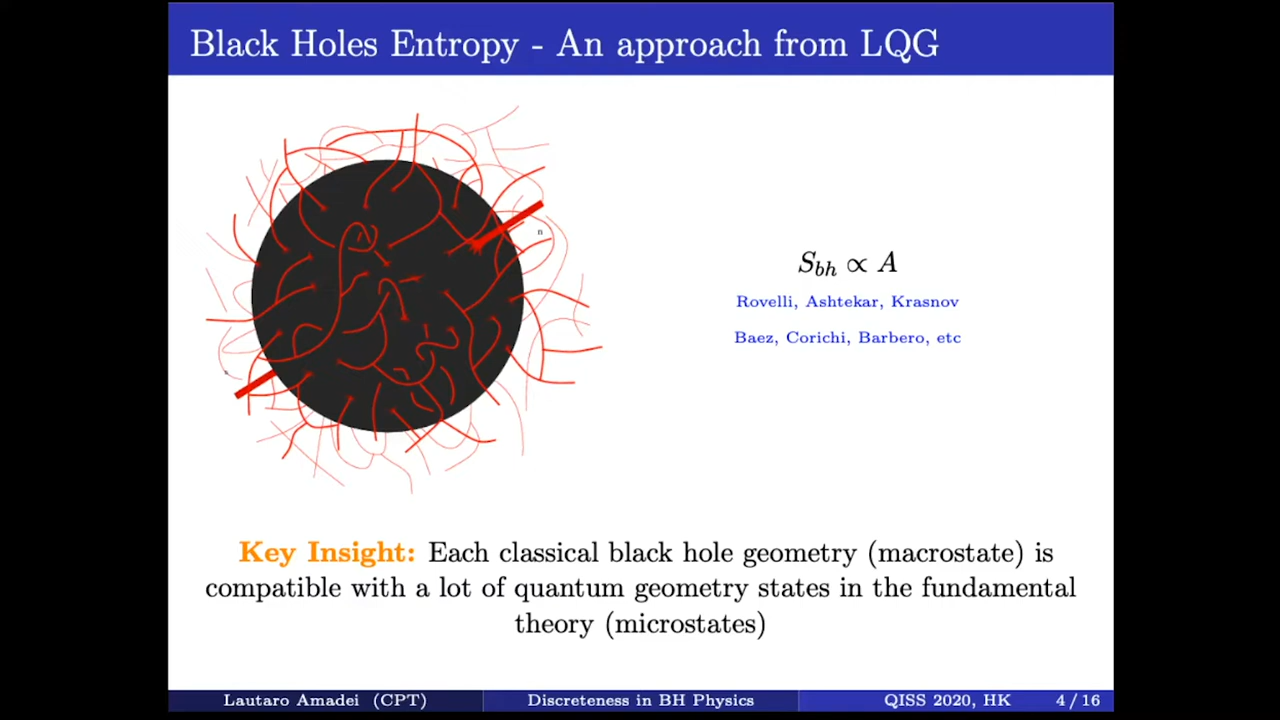 Black Holes Entropy - An approach from LQG
n
S_{bh} ∝ A
Rovelli, Ashtekar, Krasnov
Baez, Corichi, Barbero, etc
Key Insight: Each classical black hole geometry (macrostate) is
compatible with a lot of quantum geometry states in the fundamental
theory (microstates)
Lautaro Amadei (CPT) Discreteness in BH Physics QISS 2020, HK 4 / 16